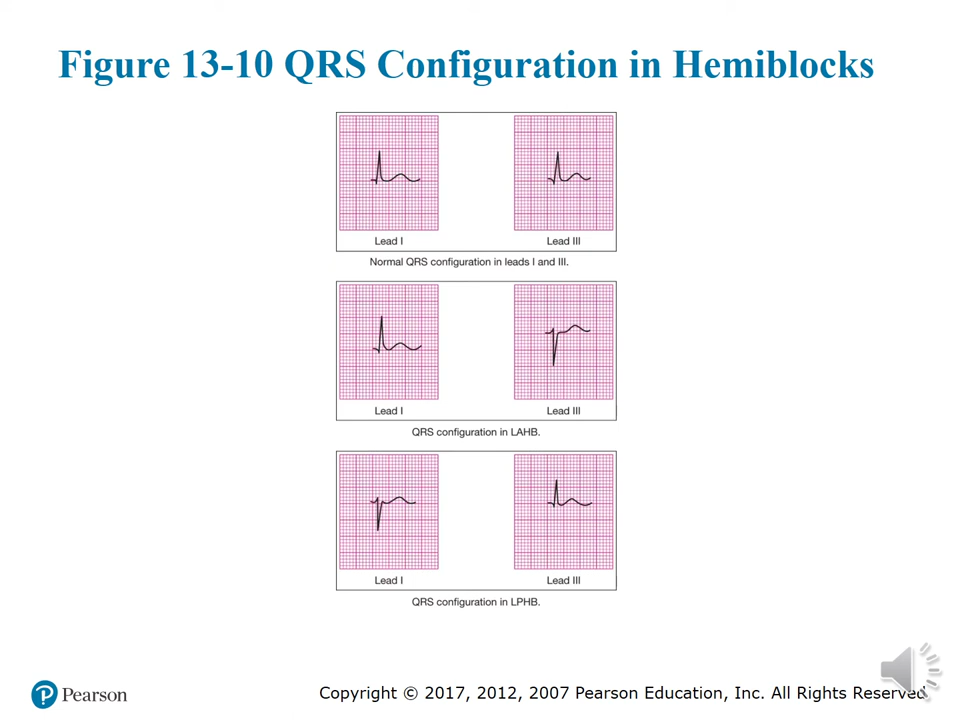 Figure 13-10 QRS Configuration in Hemiblocks
Lead I
Lead III
Normal QRS configuration in leads I and III.
Lead I
Lead III
QRS configuration in LAHB.
Lead I
Lead III
QRS configuration in LPHB.
Pearson
Copyright © 2017, 2012, 2007 Pearson Education, Inc. All Rights Reserved